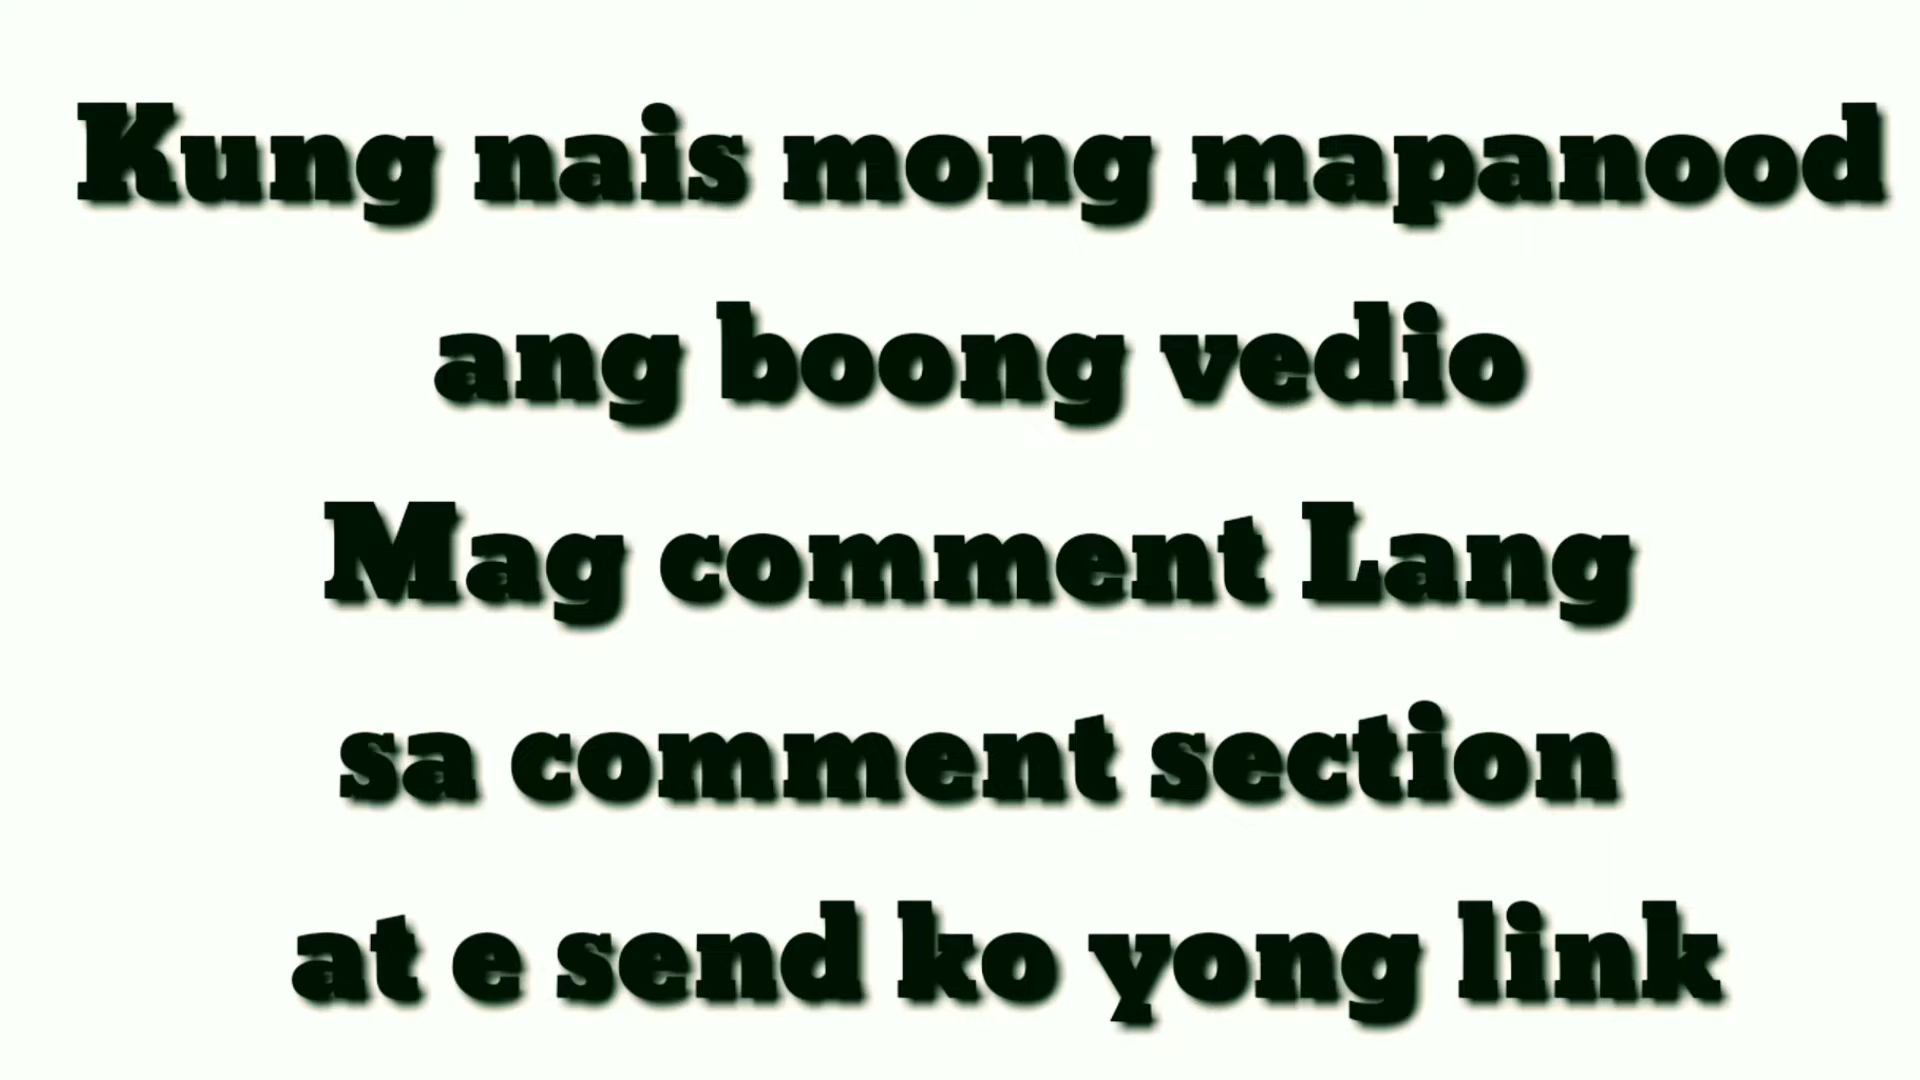 Kung nais mong mapanood
ang boong vedio
Mag comment Lang
sa comment section
at e send ko yong link